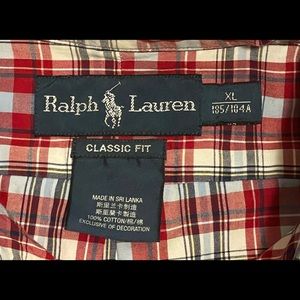 Ralph Lauren
XL
185/104A
CLASSIC FIT
MADE IN SRI LANKA
斯里兰卡制造
斯里蘭卡製造
100% COTTON/棉/棉
EXCLUSIVE OF DECORATION